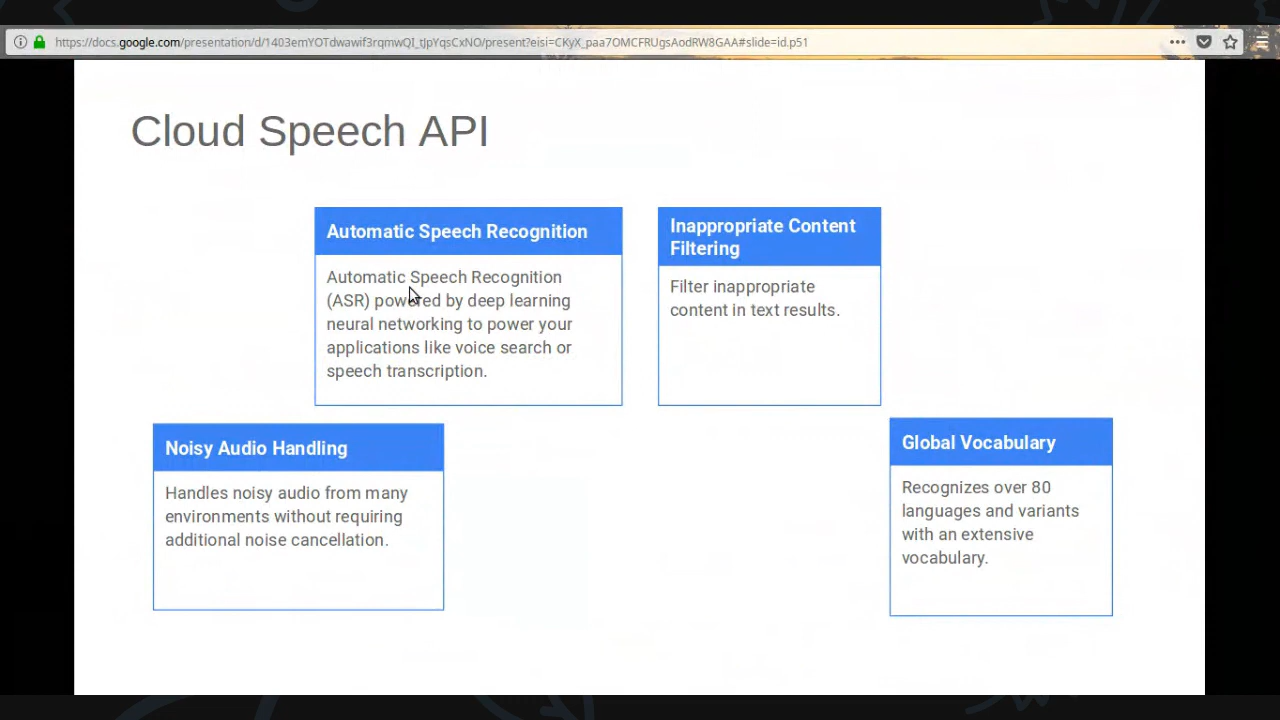 https://docs.google.com/presentation/d/1403emYOTdwawif3rqmwQI_tJpYqsCxNO/present?eisi=CKyX_paa7OMCFRUgsAodRW8GAA#slide=id.p51
Cloud Speech API
Automatic Speech Recognition
Automatic Speech Recognition
(ASR) powered by deep learning
neural networking to power your
applications like voice search or
speech transcription.
Inappropriate Content
Filtering
Filter inappropriate
content in text results.
Noisy Audio Handling
Handles noisy audio from many
environments without requiring
additional noise cancellation.
Global Vocabulary
Recognizes over 80
languages and variants
with an extensive
vocabulary.